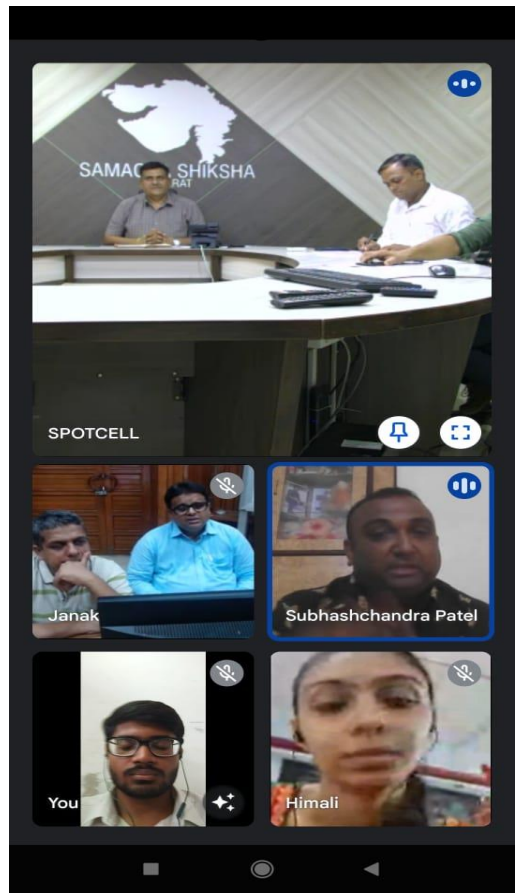 SAMAG SHIKSHA
RAT
SPOTCELL
Janak
Subhashchandra Patel
You
Himali